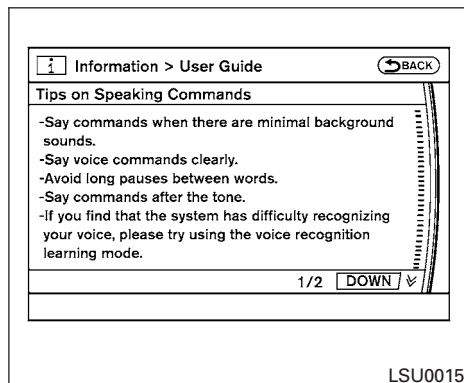 i Information > User Guide BACK
Tips on Speaking Commands
-Say commands when there are minimal background
sounds.
-Say voice commands clearly.
-Avoid long pauses between words.
-Say commands after the tone.
-If you find that the system has difficulty recognizing
your voice, please try using the voice recognition
learning mode.
1/2 DOWN
LSU0015